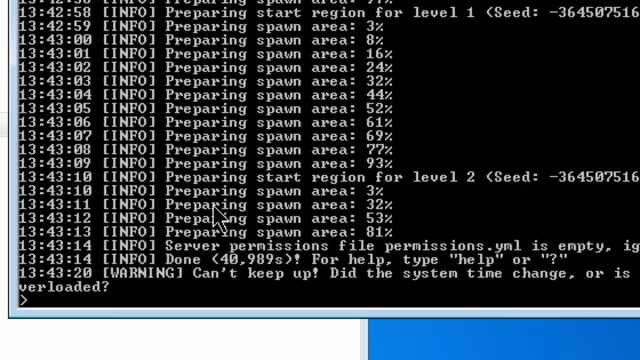 13:42:58 [INFO] Preparing start region for level 1 (Seed: -364507516
13:42:59 [INFO] Preparing spawn area: 3%
13:43:00 [INFO] Preparing spawn area: 8%
13:43:01 [INFO] Preparing spawn area: 16%
13:43:02 [INFO] Preparing spawn area: 24%
13:43:03 [INFO] Preparing spawn area: 32%
13:43:04 [INFO] Preparing spawn area: 44%
13:43:05 [INFO] Preparing spawn area: 52%
13:43:06 [INFO] Preparing spawn area: 61%
13:43:07 [INFO] Preparing spawn area: 69%
13:43:08 [INFO] Preparing spawn area: 77%
13:43:09 [INFO] Preparing spawn area: 93%
13:43:10 [INFO] Preparing start region for level 2 (Seed: -364507516
13:43:10 [INFO] Preparing spawn area: 3%
13:43:11 [INFO] Preparing spawn area: 32%
13:43:12 [INFO] Preparing spawn area: 53%
13:43:13 [INFO] Preparing spawn area: 81%
13:43:14 [INFO] Server permissions file permissions.yml is empty, ig
13:43:14 [INFO] Done (40,989s)! For help, type "help" or "?"
13:43:20 [WARNING] Can't keep up! Did the system time change, or is
verloaded?
>